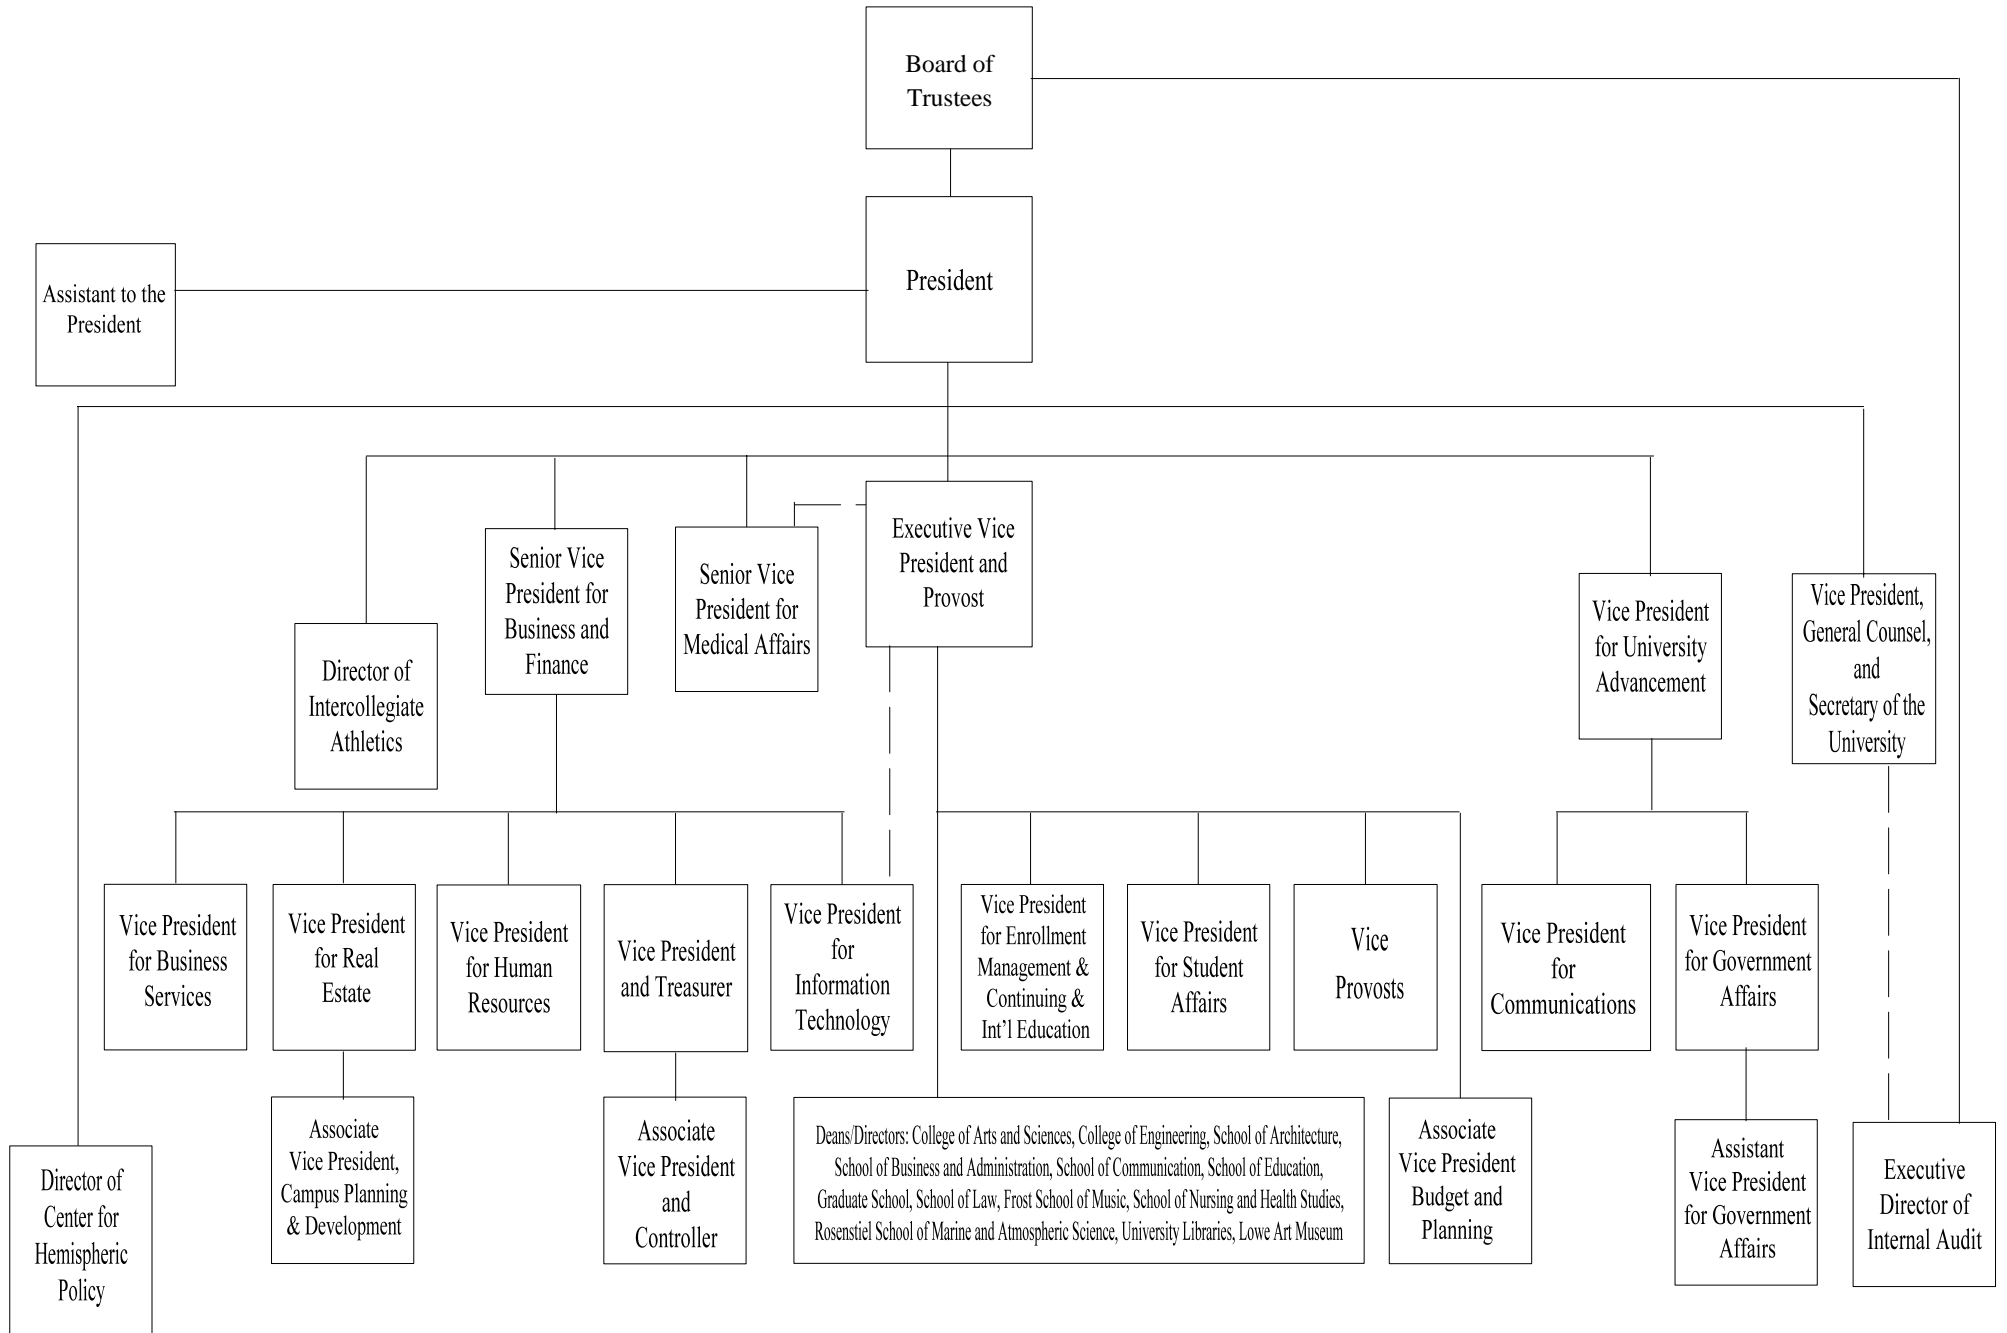 Board of
Trustees
President
Assistant to the
President
Executive Vice
President and
Provost
Senior Vice
President for
Business and
Finance
Senior Vice
President for
Medical Affairs
Director of
Intercollegiate
Athletics
Vice President
for University
Advancement
Vice President,
General Counsel,
and
Secretary of the
University
Vice President
for Business
Services
Vice President
for Real
Estate
Vice President
for Human
Resources
Vice President
and Treasurer
Vice President
for
Information
Technology
Vice President
for Enrollment
Management &
Continuing &
Int’l Education
Vice President
for Student
Affairs
Vice
Provosts
Vice President
for
Communications
Vice President
for Government
Affairs
Director of
Center for
Hemispheric
Policy
Associate
Vice President,
Campus Planning
& Development
Associate
Vice President
and
Controller
Deans/Directors: College of Arts and Sciences, College of Engineering, School of Architecture,
School of Business and Administration, School of Communication, School of Education,
Graduate School, School of Law, Frost School of Music, School of Nursing and Health Studies,
Rosenstiel School of Marine and Atmospheric Science, University Libraries, Lowe Art Museum
Associate
Vice President
Budget and
Planning
Assistant
Vice President
for Government
Affairs
Executive
Director of
Internal Audit